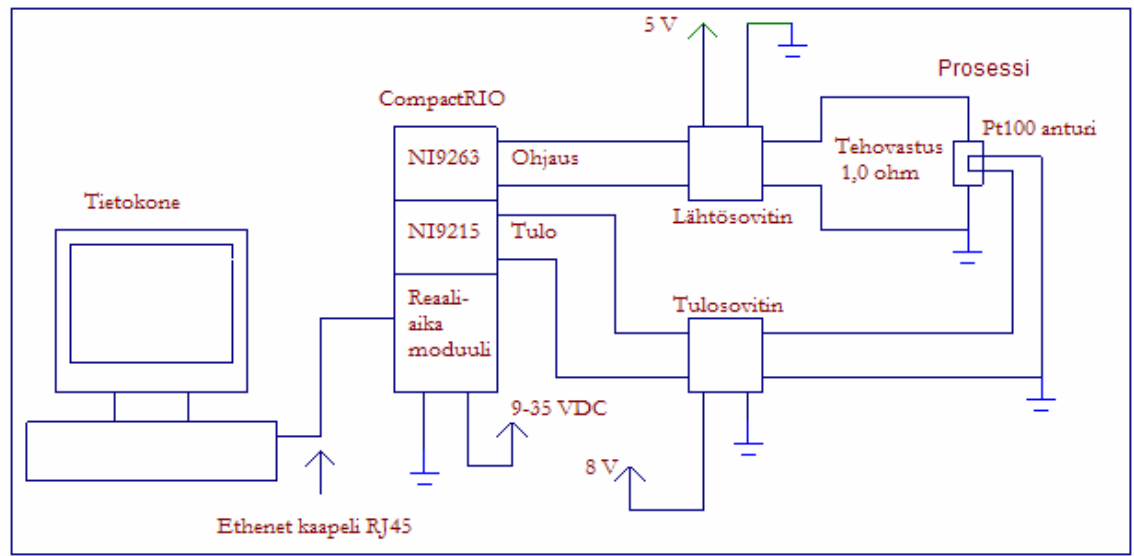 5 V
Prosessi
CompactRIO
Pt100 anturi
NI9263
Ohjaus
Tehovastus
1,0 ohm
Tietokone
Lähtösovitin
NI9215
Tulo
Reaali-
aika
moduuli
Tulosovitin
9-35 VDC
8 V
Ethenet kaapeli RJ45